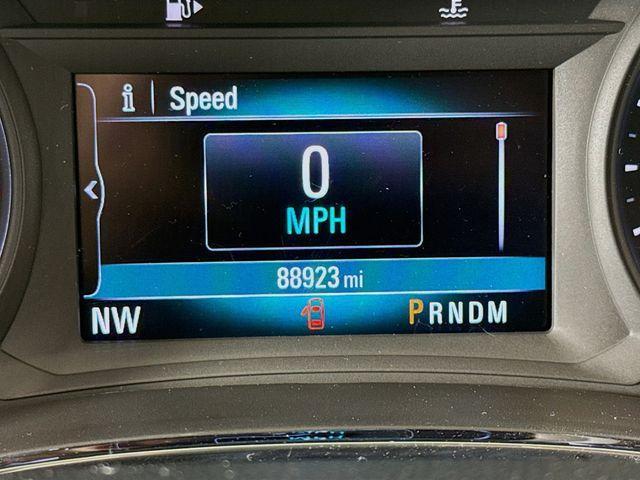 i | Speed
0
MPH
88923 mi
NW PRNDM